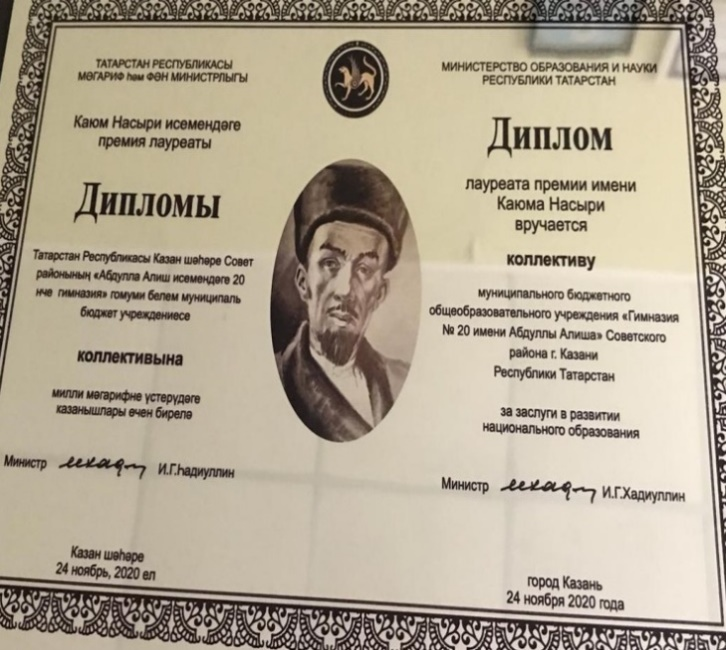 ТАТАРСТАН РЕСПУБЛИКАСЫ
МӘГАРИФ һәм ФӘН МИНИСТРЛЫГЫ
Каюм Насыри исемендәге
премия лауреаты
Дипломы
Татарстан Республикасы Казан шәһәре Совет
районының «Абдулла Алиш исемендәге 20
нче гимназия» гомуми белем муниципаль
бюджет учреждениесе
коллективына
милли мәгарифне үстерүдәге
казанышлары өчен бирелә
Министр И.Г.Һадиуллин
Казан шәһәре
24 ноябрь, 2020 ел
МИНИСТЕРСТВО ОБРАЗОВАНИЯ И НАУКИ
РЕСПУБЛИКИ ТАТАРСТАН
Диплом
лауреата премии имени
Каюма Насыри
вручается
коллективу
муниципального бюджетного
общеобразовательного учреждения «Гимназия
№ 20 имени Абдуллы Алиша» Советского
района г. Казани
Республики Татарстан
за заслуги в развитии
национального образования
Министр И.Г.Хадиуллин
город Казань
24 ноября 2020 года